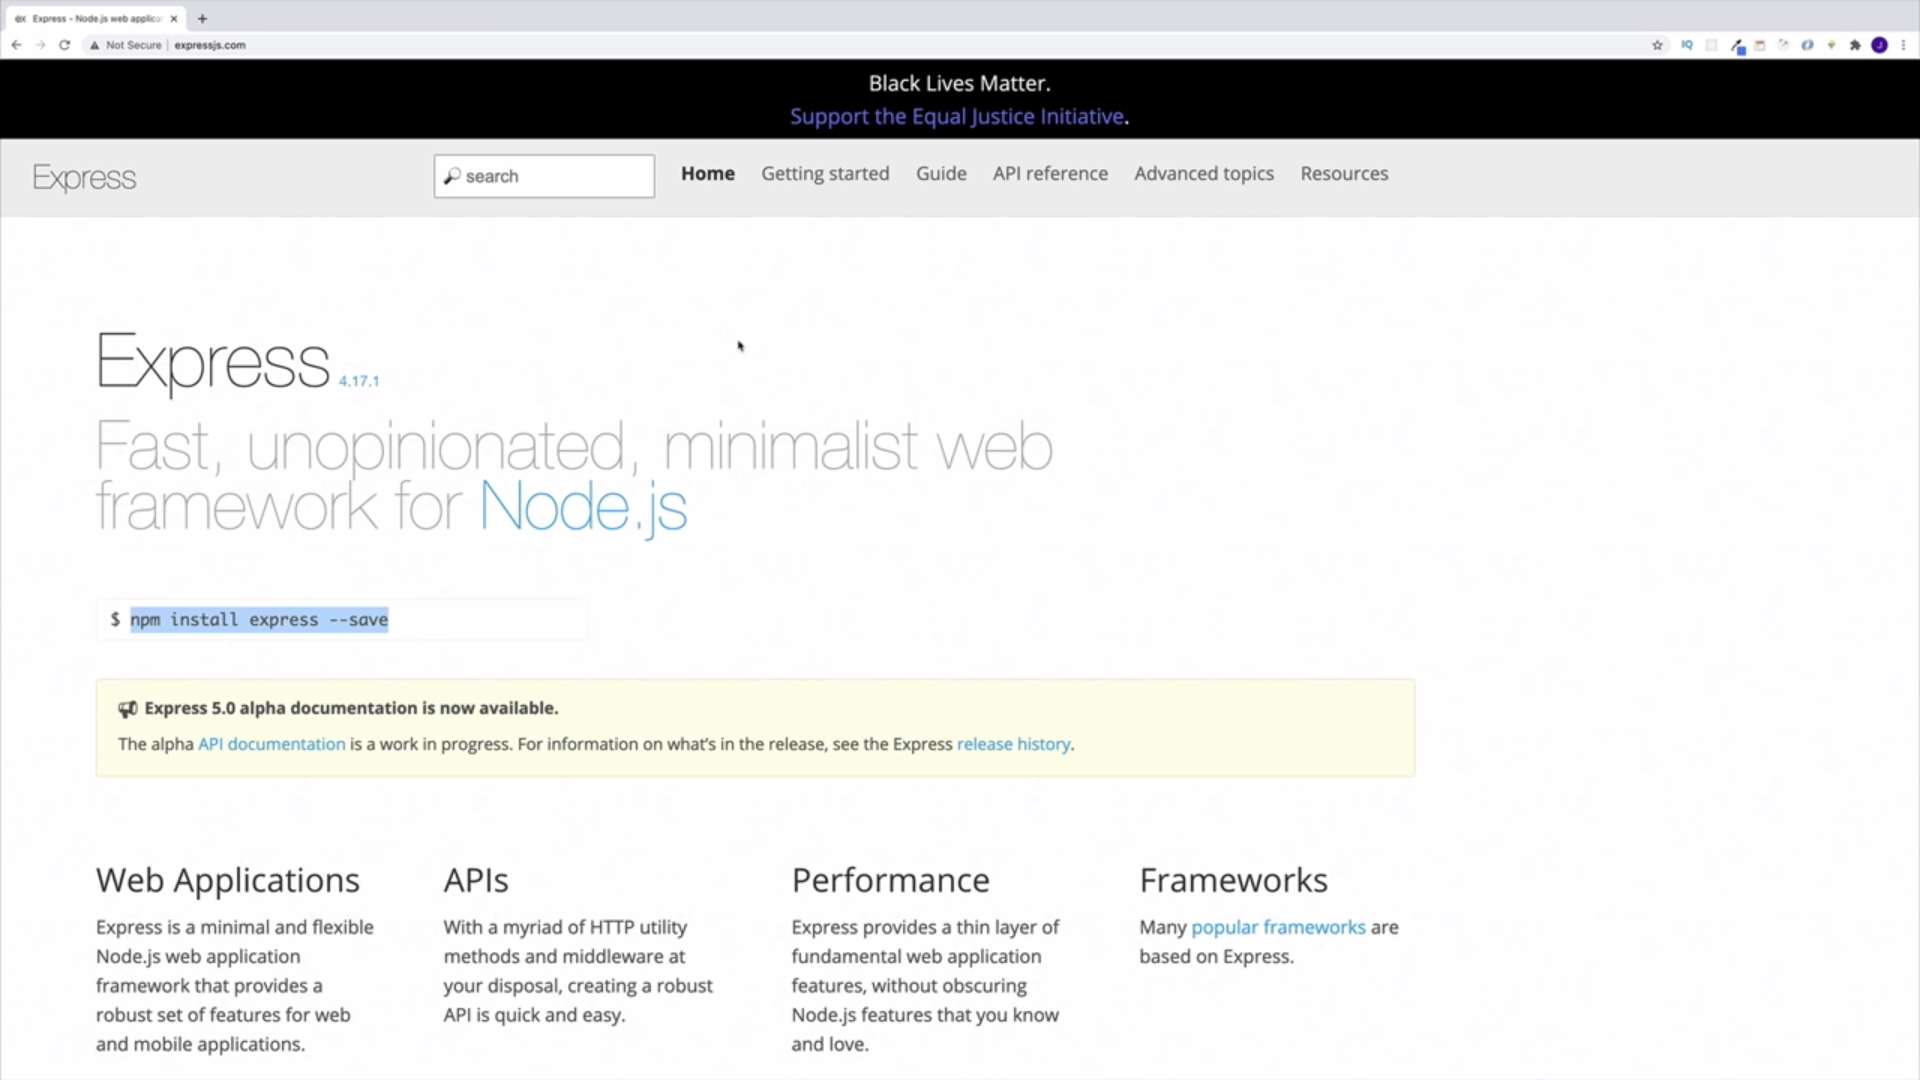 ex Express - Node.js web applica
Not Secure expressjs.com
IQ
J
Black Lives Matter.
Support the Equal Justice Initiative.
Express
search
Home Getting started Guide API reference Advanced topics Resources
Express 4.17.1
Fast, unopinionated, minimalist web
framework for Node.js
$ npm install express --save
Express 5.0 alpha documentation is now available.
The alpha API documentation is a work in progress. For information on what’s in the release, see the Express release history.
Web Applications
Express is a minimal and flexible
Node.js web application
framework that provides a
robust set of features for web
and mobile applications.
APIs
With a myriad of HTTP utility
methods and middleware at
your disposal, creating a robust
API is quick and easy.
Performance
Express provides a thin layer of
fundamental web application
features, without obscuring
Node.js features that you know
and love.
Frameworks
Many popular frameworks are
based on Express.